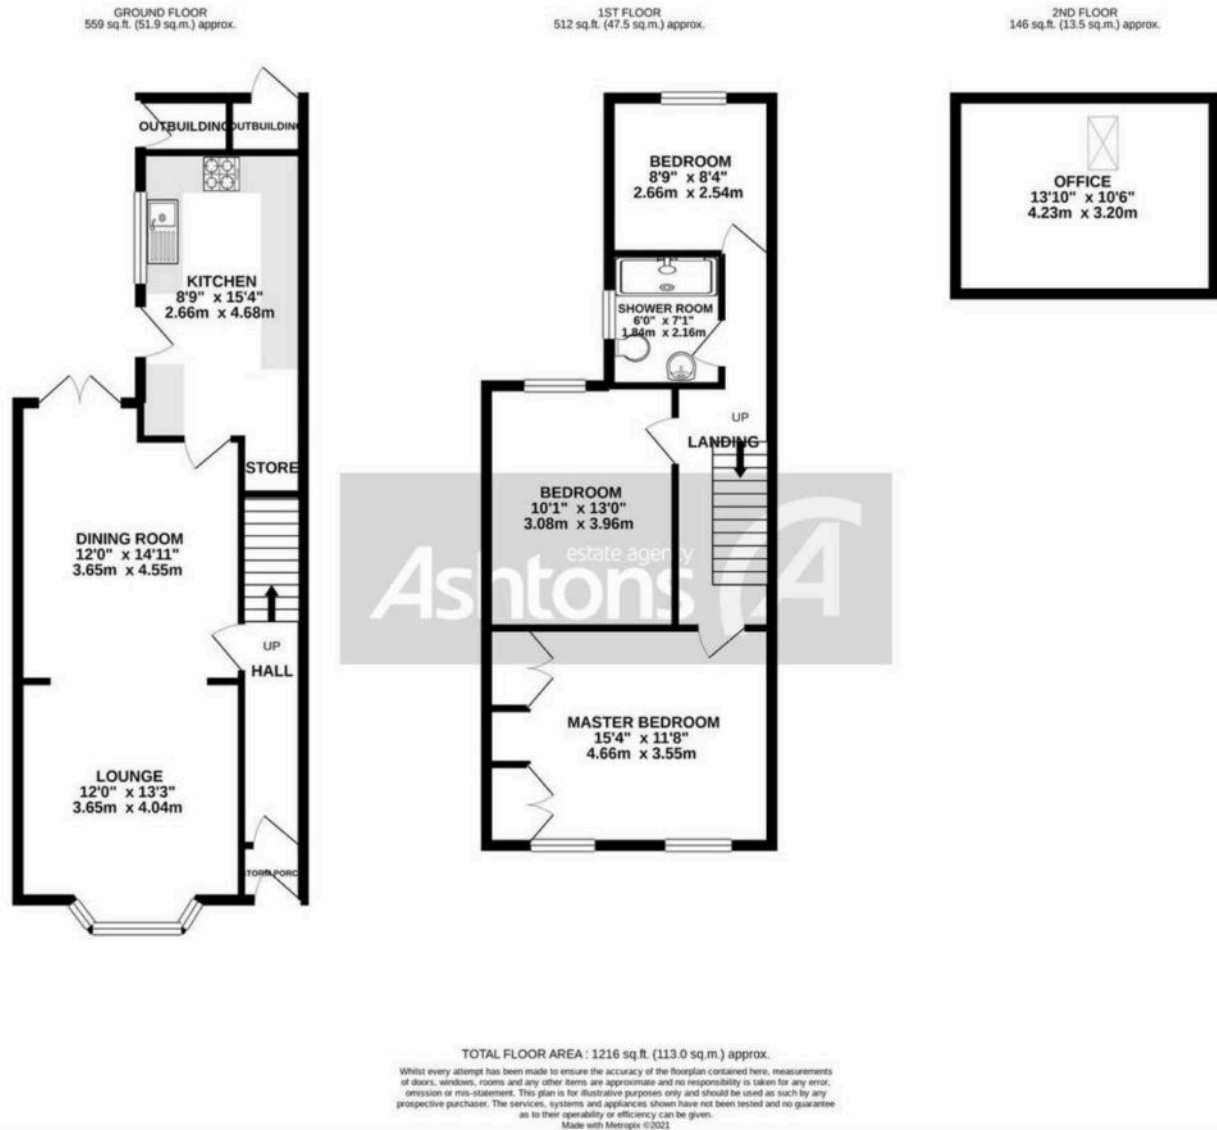 GROUND FLOOR
559 sq.ft. (51.9 sq.m.) approx.
OUTBUILDING
OUTBUILDING
KITCHEN
8'9" x 15'4"
2.66m x 4.68m
STORE
DINING ROOM
12'0" x 14'11"
3.65m x 4.55m
UP
HALL
LOUNGE
12'0" x 13'3"
3.65m x 4.04m
STORM PORCH
1ST FLOOR
512 sq.ft. (47.5 sq.m.) approx.
BEDROOM
8'9" x 8'4"
2.66m x 2.54m
SHOWER ROOM
6'0" x 7'1"
1.84m x 2.16m
UP
LANDING
BEDROOM
10'1" x 13'0"
3.08m x 3.96m
estate agency
Ashtons
A
MASTER BEDROOM
15'4" x 11'8"
4.66m x 3.55m
2ND FLOOR
146 sq.ft. (13.5 sq.m.) approx.
OFFICE
13'10" x 10'6"
4.23m x 3.20m
TOTAL FLOOR AREA : 1216 sq.ft. (113.0 sq.m.) approx.
Whilst every attempt has been made to ensure the accuracy of the floorplan contained here, measurements
of doors, windows, rooms and any other items are approximate and no responsibility is taken for any error,
omission or mis-statement. This plan is for illustrative purposes only and should be used as such by any
prospective purchaser. The services, systems and appliances shown have not been tested and no guarantee
as to their operability or efficiency can be given.
Made with Metropix ©2021